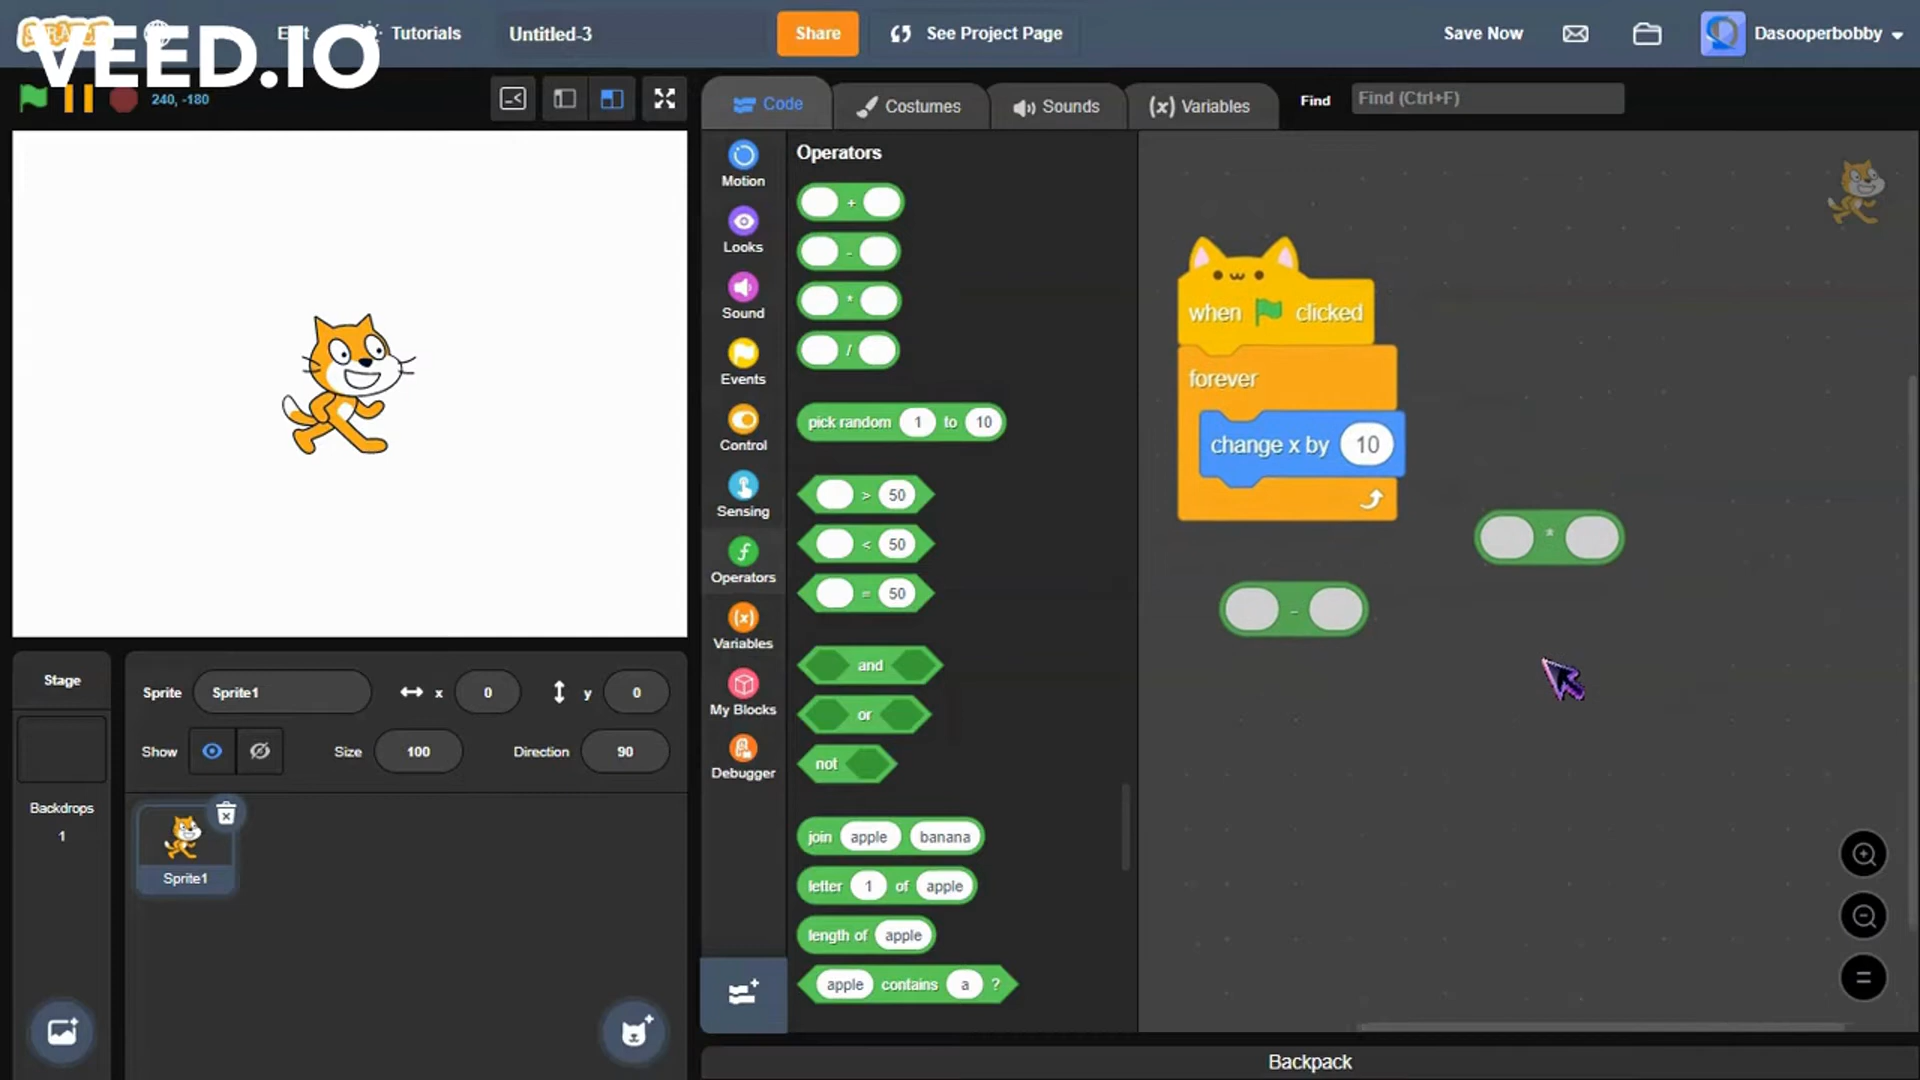 VEED.IO
Tutorials
Untitled-3
Share
See Project Page
Save Now
Dasooperbobby
240, -180
Code
Costumes
Sounds
(x) Variables
Find
Find (Ctrl+F)
Motion
Looks
Sound
Events
Control
Sensing
Operators
Variables
My Blocks
Debugger
Operators
+
-
*
/
pick random 1 to 10
> 50
< 50
= 50
and
or
not
join apple banana
letter 1 of apple
length of apple
apple contains a ?
when clicked
forever
change x by 10
*
-
Stage
Backdrops
1
Sprite Sprite1 x 0 y 0
Show Size 100 Direction 90
Sprite1
Backpack